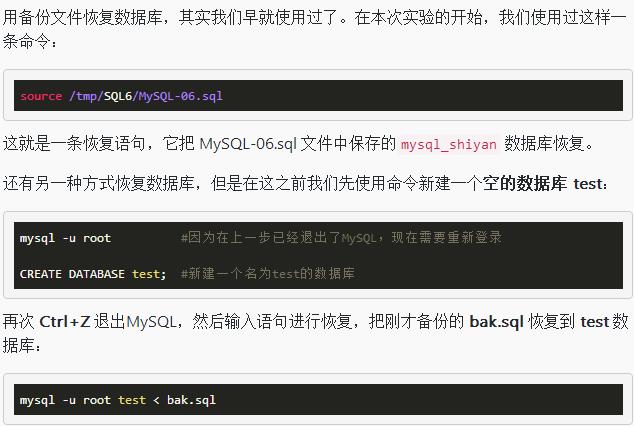 用备份文件恢复数据库，其实我们早就使用过了。在本次实验的开始，我们使用过这样一
条命令：
source /tmp/SQL6/MySQL-06.sql
这就是一条恢复语句，它把 MySQL-06.sql 文件中保存的 mysql_shiyan 数据库恢复。
还有另一种方式恢复数据库，但是在这之前我们先使用命令新建一个空的数据库 test：
mysql -u root #因为在上一步已经退出了MySQL，现在需要重新登录
CREATE DATABASE test; #新建一个名为test的数据库
再次 Ctrl+Z 退出MySQL，然后输入语句进行恢复，把刚才备份的 bak.sql 恢复到 test 数
据库：
mysql -u root test < bak.sql